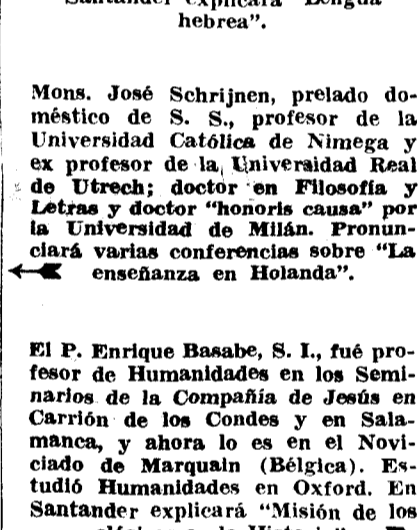 Santander explicará “Lengua
hebrea”.
Mons. José Schrijnen, prelado do-
méstico de S. S., profesor de la
Universidad Católica de Nimega y
ex profesor de la Universidad Real
de Utrech; doctor en Filosofía y
Letras y doctor “honoris causa” por
la Universidad de Milán. Pronun-
ciará varias conferencias sobre “La
enseñanza en Holanda”.
El P. Enrique Basabe, S. I., fué pro-
fesor de Humanidades en los Semi-
narios de la Compañía de Jesús en
Carrión de los Condes y en Sala-
manca, y ahora lo es en el Novi-
ciado de Marquain (Bélgica). Es-
tudió Humanidades en Oxford. En
Santander explicará “Misión de los